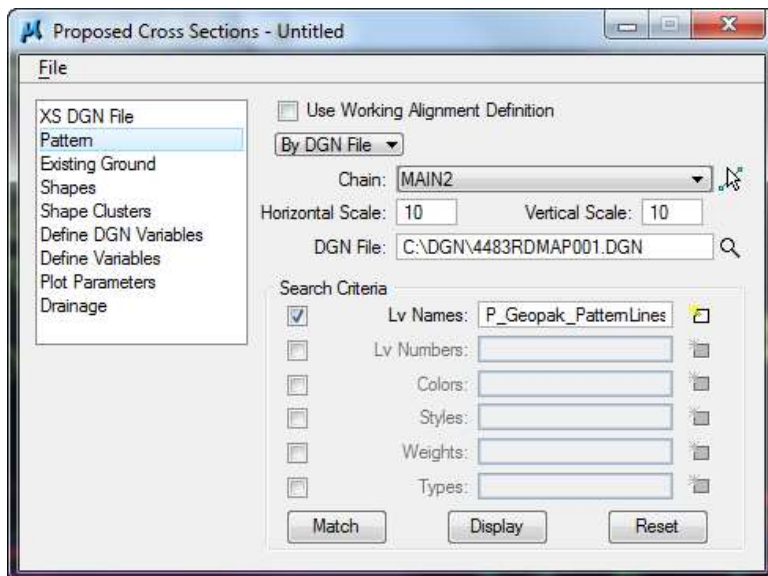 Proposed Cross Sections - Untitled
File
XS DGN File
Pattern
Existing Ground
Shapes
Shape Clusters
Define DGN Variables
Define Variables
Plot Parameters
Drainage
Use Working Alignment Definition
By DGN File
Chain: MAIN2
Horizontal Scale: 10 Vertical Scale: 10
DGN File: C:\DGN\4483RDMAP001.DGN
Search Criteria
Lv Names: P_Geopak_PatternLines
Lv Numbers:
Colors:
Styles:
Weights:
Types:
Match Display Reset